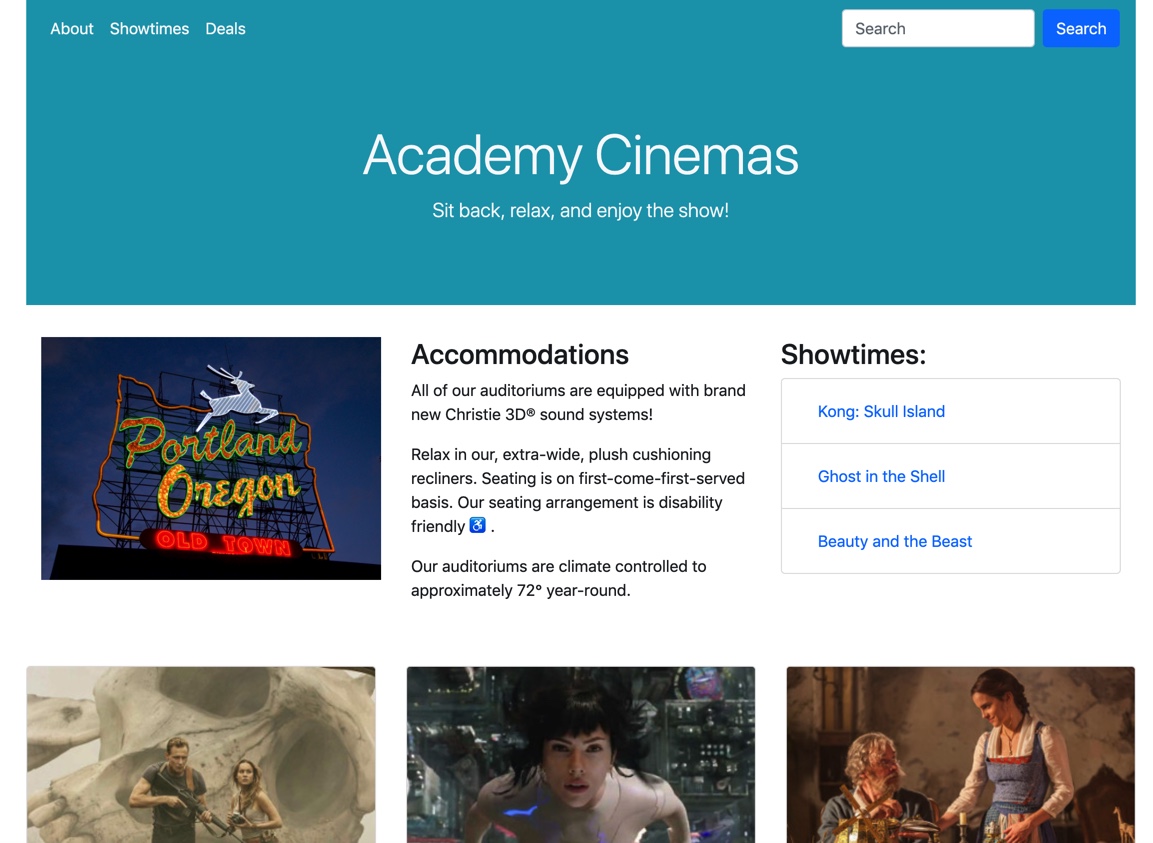 About Showtimes Deals Search Search
Academy Cinemas
Sit back, relax, and enjoy the show!
Portland
Oregon
OLD TOWN
Accommodations
All of our auditoriums are equipped with brand
new Christie 3D® sound systems!
Relax in our, extra-wide, plush cushioning
recliners. Seating is on first-come-first-served
basis. Our seating arrangement is disability
friendly ♿ .
Our auditoriums are climate controlled to
approximately 72° year-round.
Showtimes:
Kong: Skull Island
Ghost in the Shell
Beauty and the Beast